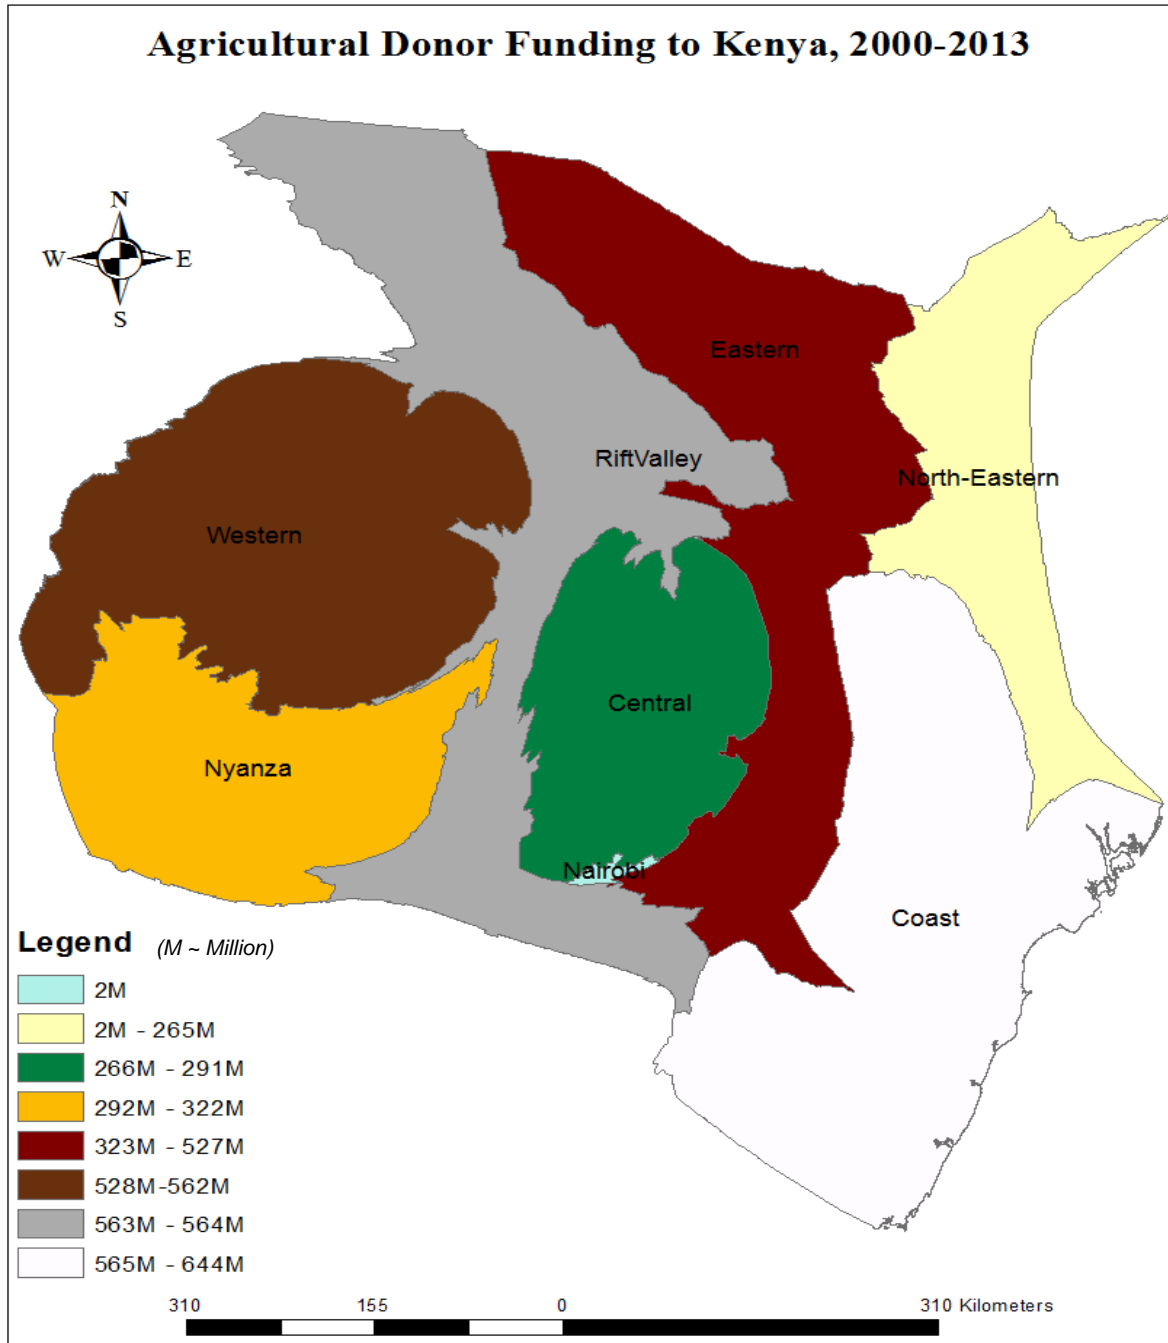 Agricultural Donor Funding to Kenya, 2000-2013
N
W E
S
Eastern
RiftValley
North-Eastern
Western
Central
Nyanza
Nairobi
Coast
Legend (M ~ Million)
2M
2M - 265M
266M - 291M
292M - 322M
323M - 527M
528M-562M
563M - 564M
565M - 644M
310 155 0 310 Kilometers